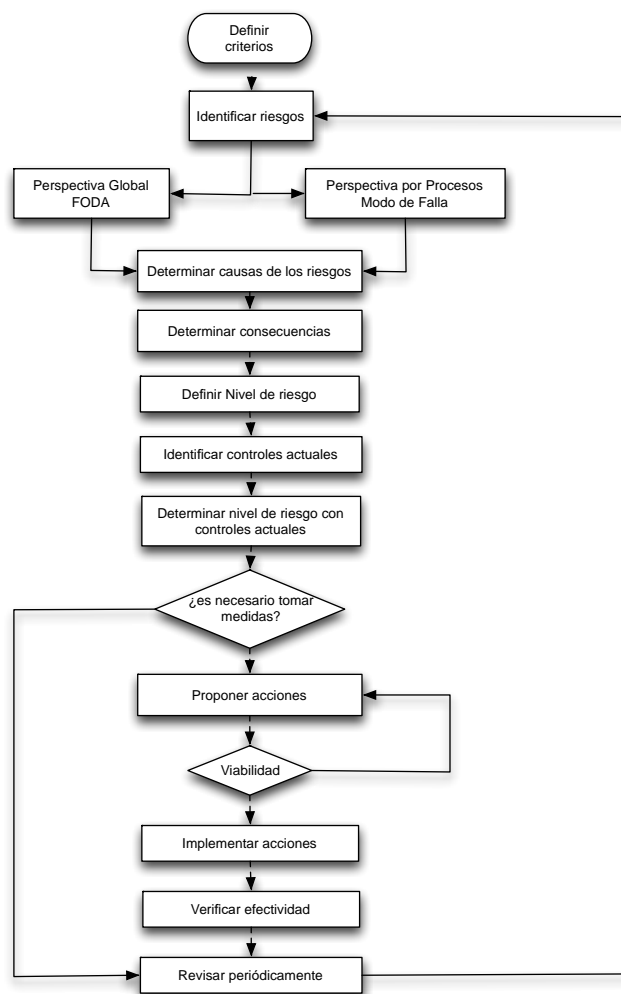 Definir
criterios
Identificar riesgos
Perspectiva Global
FODA
Perspectiva por Procesos
Modo de Falla
Determinar causas de los riesgos
Determinar consecuencias
Definir Nivel de riesgo
Identificar controles actuales
Determinar nivel de riesgo con
controles actuales
¿es necesario tomar
medidas?
Proponer acciones
Viabilidad
Implementar acciones
Verificar efectividad
Revisar periódicamente